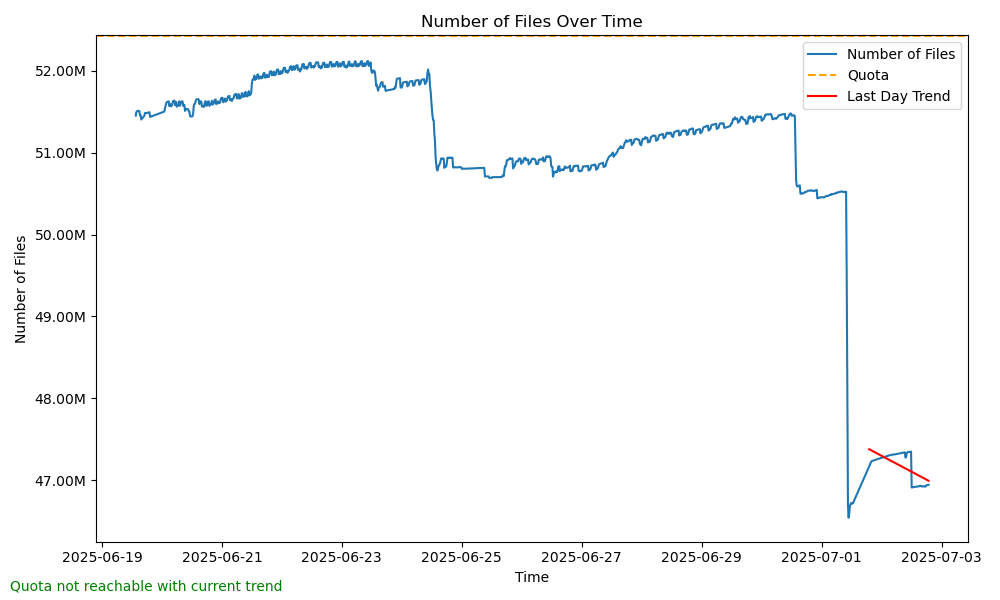 Number of Files Over Time
Number of Files
Quota
Last Day Trend
52.00M
51.00M
50.00M
49.00M
48.00M
47.00M
Number of Files
2025-06-19
2025-06-21
2025-06-23
2025-06-25
2025-06-27
2025-06-29
2025-07-01
2025-07-03
Time
Quota not reachable with current trend